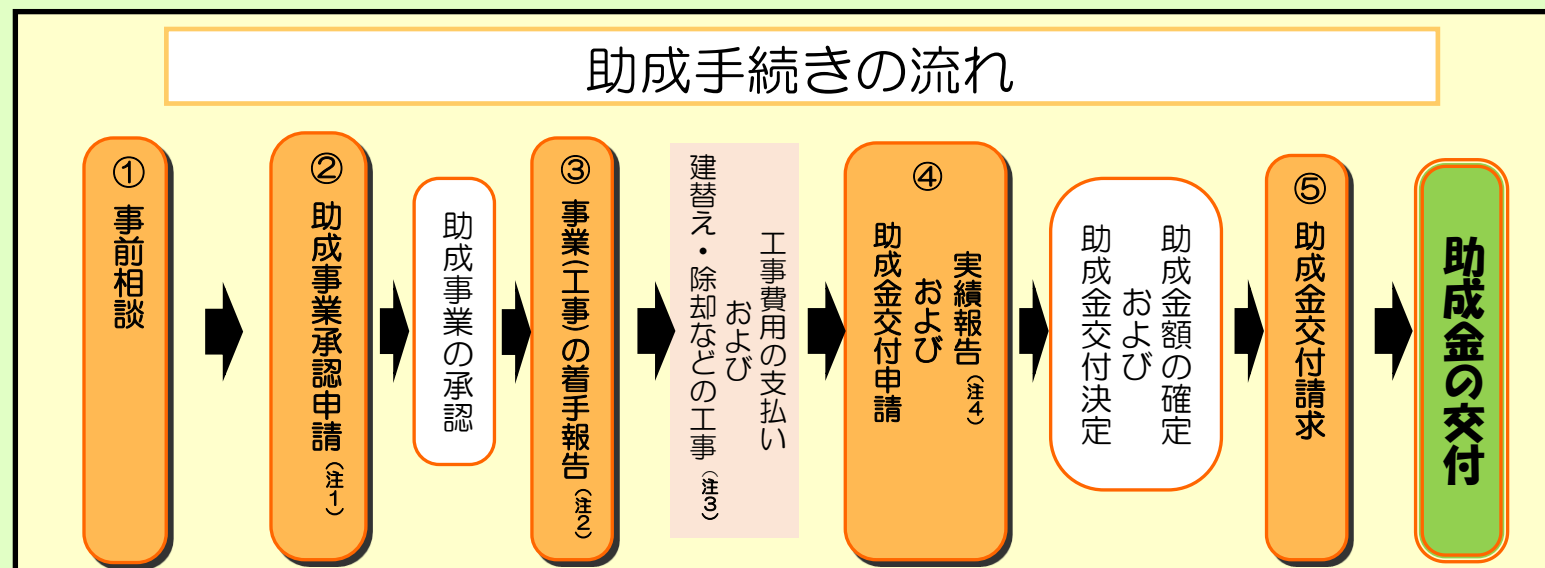 助成手続きの流れ
① 事前相談
② 助成事業承認申請（注１）
助成事業の承認
③ 事業（工事）の着手報告（注２）
工事費用の支払い
および
建替え・除却などの工事（注３）
④
実績報告（注４）
および
助成金交付申請
助成金額の確定
および
助成金交付決定
⑤ 助成金交付請求
助成金の交付